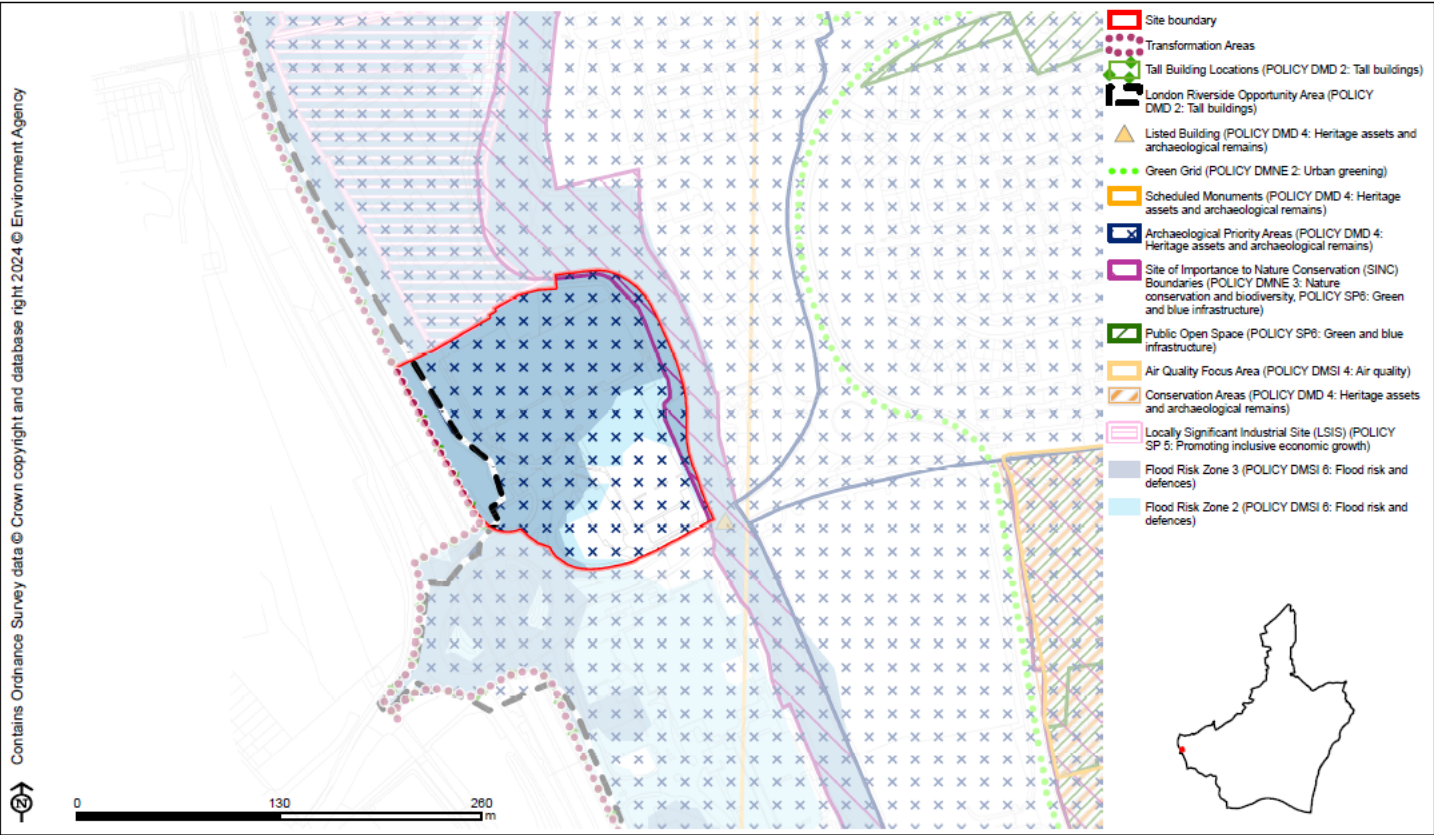 Contains Ordnance Survey data © Crown copyright and database right 2024 © Environment Agency
Site boundary
Transformation Areas
Tall Building Locations (POLICY DMD 2: Tall buildings)
London Riverside Opportunity Area (POLICY
DMD 2: Tall buildings)
Listed Building (POLICY DMD 4: Heritage assets and
archaeological remains)
Green Grid (POLICY DMNE 2: Urban greening)
Scheduled Monuments (POLICY DMD 4: Heritage
assets and archaeological remains)
Archaeological Priority Areas (POLICY DMD 4:
Heritage assets and archaeological remains)
Site of Importance to Nature Conservation (SINC)
Boundaries (POLICY DMNE 3: Nature
conservation and biodiversity, POLICY SP6: Green
and blue infrastructure)
Public Open Space (POLICY SP6: Green and blue
infrastructure)
Air Quality Focus Area (POLICY DMSI 4: Air quality)
Conservation Areas (POLICY DMD 4: Heritage assets
and archaeological remains)
Locally Significant Industrial Site (LSIS) (POLICY
SP 5: Promoting inclusive economic growth)
Flood Risk Zone 3 (POLICY DMSI 6: Flood risk and
defences)
Flood Risk Zone 2 (POLICY DMSI 6: Flood risk and
defences)
N
0 130 260
m